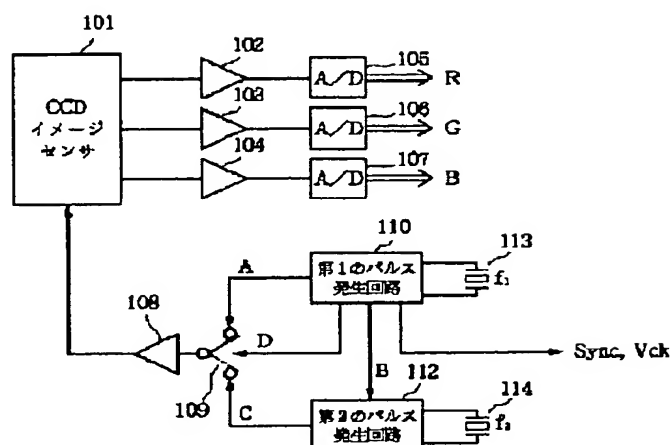 101
102
CCD
イメージ
センサ
A/D
105
R
103
A/D
106
G
104
A/D
107
B
110
113
第1のパルス
発生回路
f₁
A
108
D
109
B
Sync, Vck
112
114
C
第2のパルス
発生回路
f₂